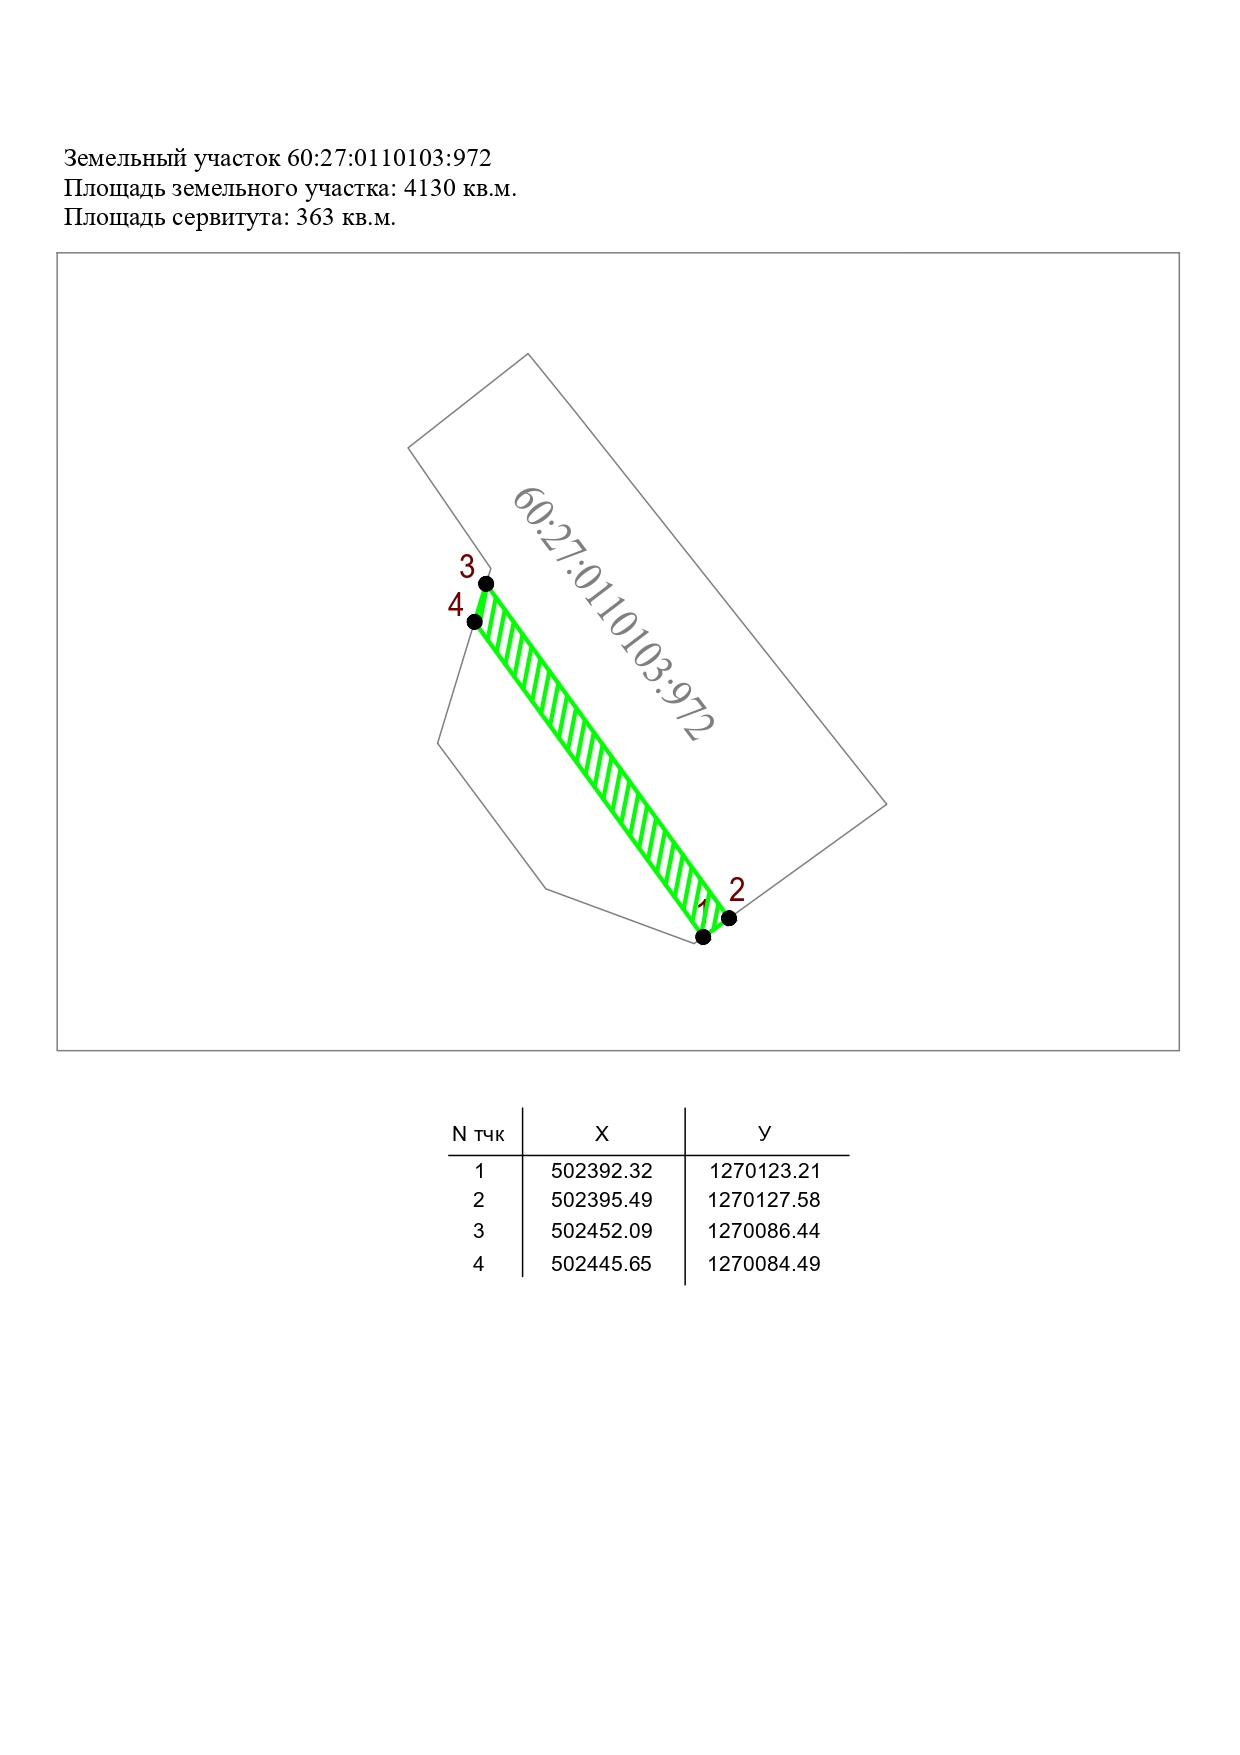 Земельный участок 60:27:0110103:972
Площадь земельного участка: 4130 кв.м.
Площадь сервитута: 363 кв.м.
60:27:0110103:972
3
4
2
1
N тчк X У
1 502392.32 1270123.21
2 502395.49 1270127.58
3 502452.09 1270086.44
4 502445.65 1270084.49